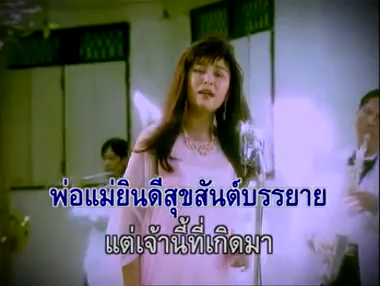 พ่อแม่ยินดีสุขสันต์บรรยาย
แต่เจ้านี้ที่เกิดมา